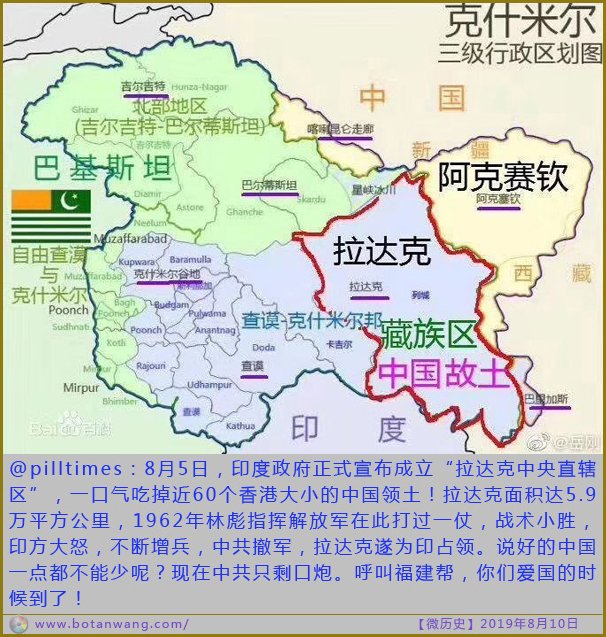 克什米尔
三级行政区划图
中国
吉尔吉特
Hunza-Nagar
北部地区
Ghizar
(吉尔吉特-巴尔蒂斯坦)
喀喇昆仑走廊
新疆
吉尔吉特
巴基斯坦
阿克赛钦
阿克塞钦
Diamir
Astore
巴尔蒂斯坦
Skardu
Ghanche
星峡冰川
Neelum
Muzaffarabad
拉达克
自由查谟
与
克什米尔
Kupwara
Baramulla
克什米尔谷地
Muzaffarabad
西藏
拉达克
列城
Bagh
Budgam
Pulwama
Poonch
Poonch
Anantnag
查谟-克什米尔邦
藏族区
Sudhnati
Kotli
Rajouri
Doda
卡吉尔
查谟
中国故土
Mirpur
Mirpur
Udhampur
巴里加斯
Bhimber
查谟
Kathua
印度
Bai百科
@岳刚
@pilltimes：8月5日，印度政府正式宣布成立“拉达克中央直辖
区”，一口气吃掉近60个香港大小的中国领土！拉达克面积达5.9
万平方公里，1962年林彪指挥解放军在此打过一仗，战术小胜，
印方大怒，不断增兵，中共撤军，拉达克遂为印占领。说好的中国
一点都不能少呢？现在中共只剩口炮。呼叫福建帮，你们爱国的时
候到了！
www.botanwang.com/
【微历史】2019年8月10日